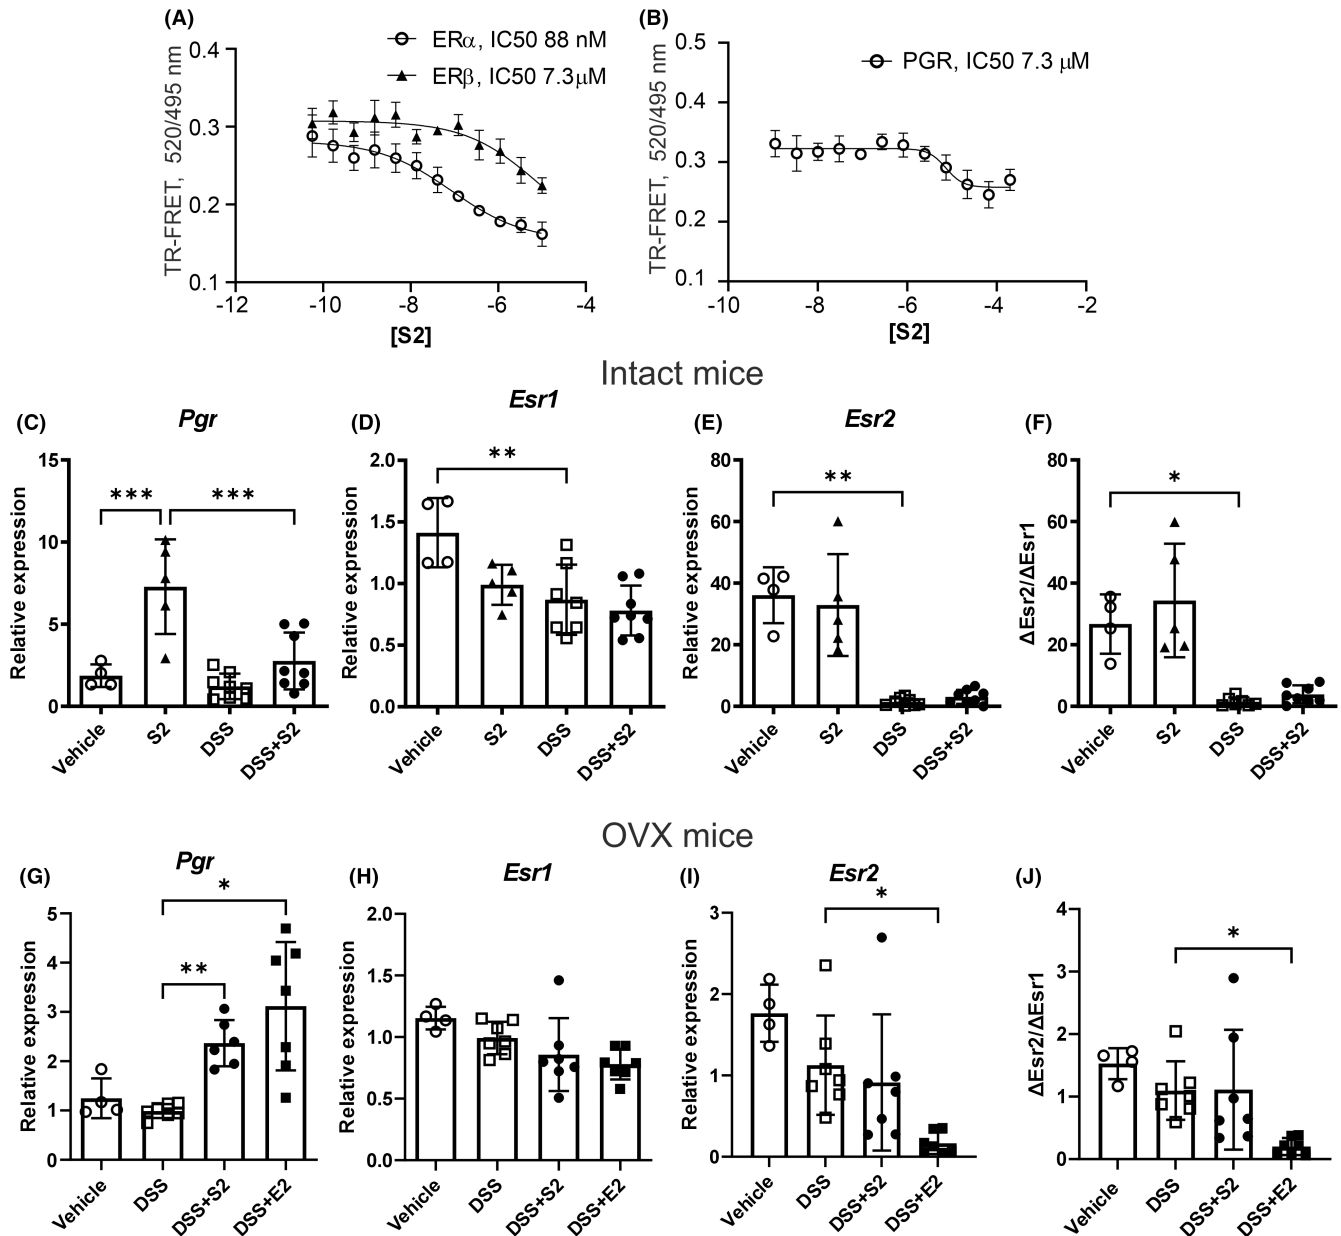 (A)
ERα, IC50 88 nM
ERβ, IC50 7.3μM
TR-FRET, 520/495 nm
0.4
0.3
0.2
0.1
-12 -10 -8 -6 -4
[S2]
(B)
PGR, IC50 7.3 μM
TR-FRET, 520/495 nm
0.5
0.4
0.3
0.2
0.1
-10 -8 -6 -4 -2
[S2]
Intact mice
(C)
Pgr
*** ***
Relative expression
15
10
5
0
Vehicle S2 DSS DSS+S2
(D)
Esr1
**
Relative expression
2.0
1.5
1.0
0.5
0.0
Vehicle S2 DSS DSS+S2
(E)
Esr2
**
Relative expression
80
60
40
20
0
Vehicle S2 DSS DSS+S2
(F)
*
ΔEsr2/ΔEsr1
80
60
40
20
0
Vehicle S2 DSS DSS+S2
OVX mice
(G)
Pgr
*
**
Relative expression
5
4
3
2
1
0
Vehicle DSS DSS+S2 DSS+E2
(H)
Esr1
Relative expression
2.0
1.5
1.0
0.5
0.0
Vehicle DSS DSS+S2 DSS+E2
(I)
Esr2
*
Relative expression
3
2
1
0
Vehicle DSS DSS+S2 DSS+E2
(J)
*
ΔEsr2/ΔEsr1
4
3
2
1
0
Vehicle DSS DSS+S2 DSS+E2